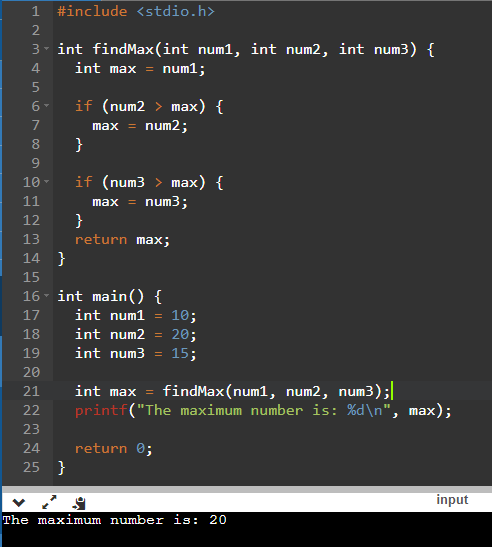 1 #include <stdio.h>
2
3 int findMax(int num1, int num2, int num3) {
4   int max = num1;
5
6   if (num2 > max) {
7     max = num2;
8   }
9
10   if (num3 > max) {
11     max = num3;
12   }
13   return max;
14 }
15
16 int main() {
17   int num1 = 10;
18   int num2 = 20;
19   int num3 = 15;
20
21   int max = findMax(num1, num2, num3);
22   printf("The maximum number is: %d\n", max);
23
24   return 0;
25 }
input
The maximum number is: 20